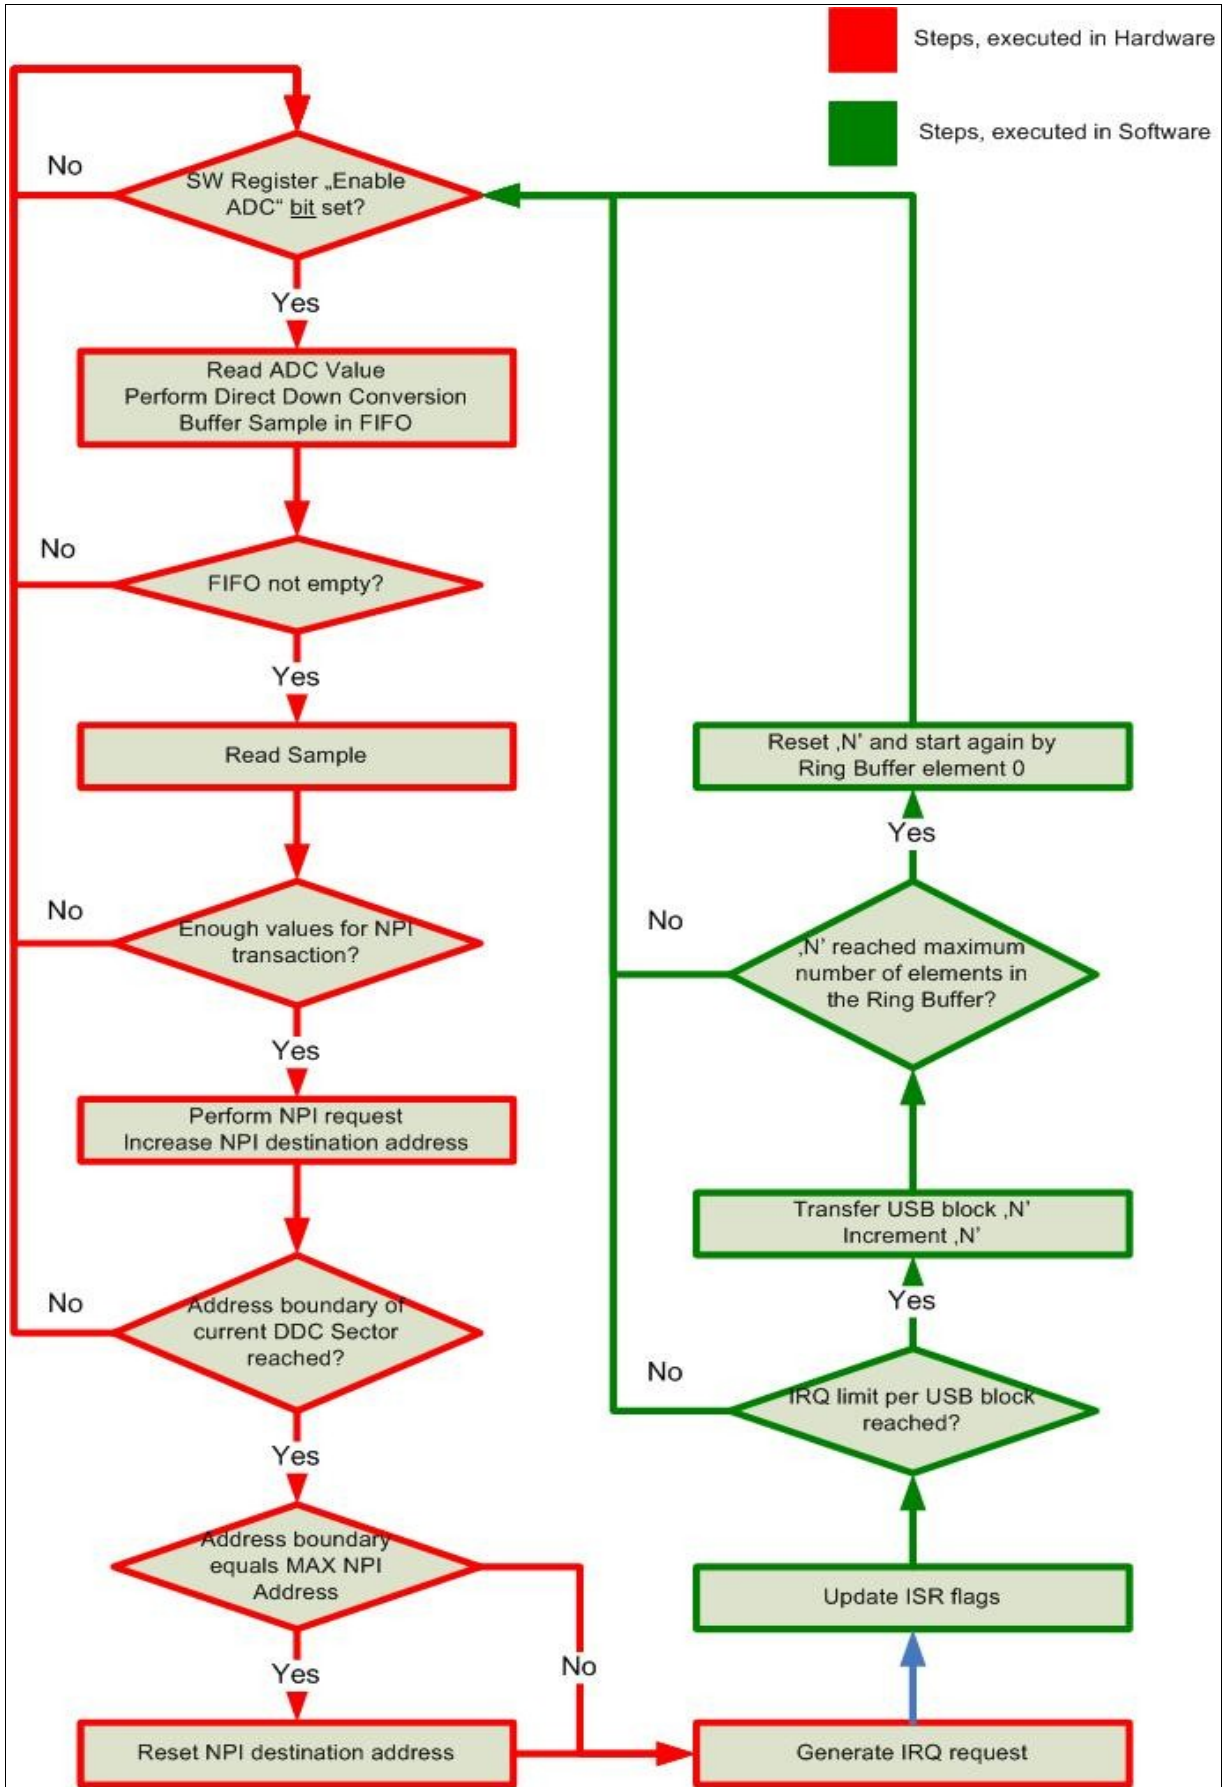 Steps, executed in Hardware
Steps, executed in Software
No
SW Register „Enable
ADC“ bit set?
Yes
Read ADC Value
Perform Direct Down Conversion
Buffer Sample in FIFO
No
FIFO not empty?
Yes
Read Sample
No
Enough values for NPI
transaction?
Yes
Perform NPI request
Increase NPI destination address
No
Address boundary of
current DDC Sector
reached?
Yes
Address boundary
equals MAX NPI
Address
Yes
No
Reset NPI destination address
Generate IRQ request
Update ISR flags
IRQ limit per USB block
reached?
No
Yes
Transfer USB block ‚N’
Increment ‚N’
‚N’ reached maximum
number of elements in
the Ring Buffer?
No
Yes
Reset ‚N’ and start again by
Ring Buffer element 0